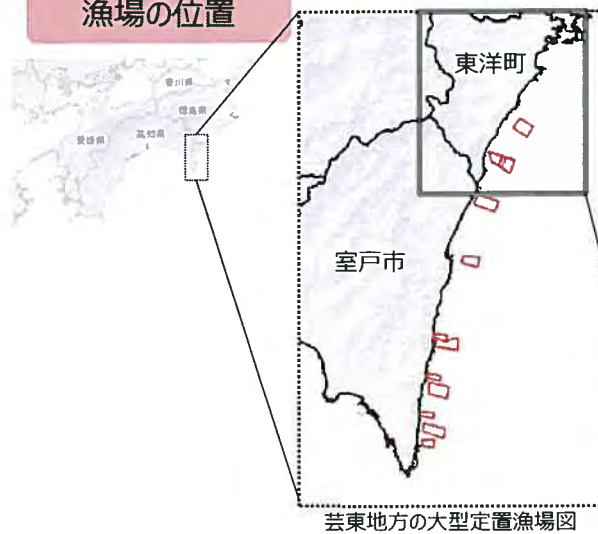 漁場の位置
香川県
徳島県
愛媛県
高知県
東洋町
室戸市
芸東地方の大型定置漁場図